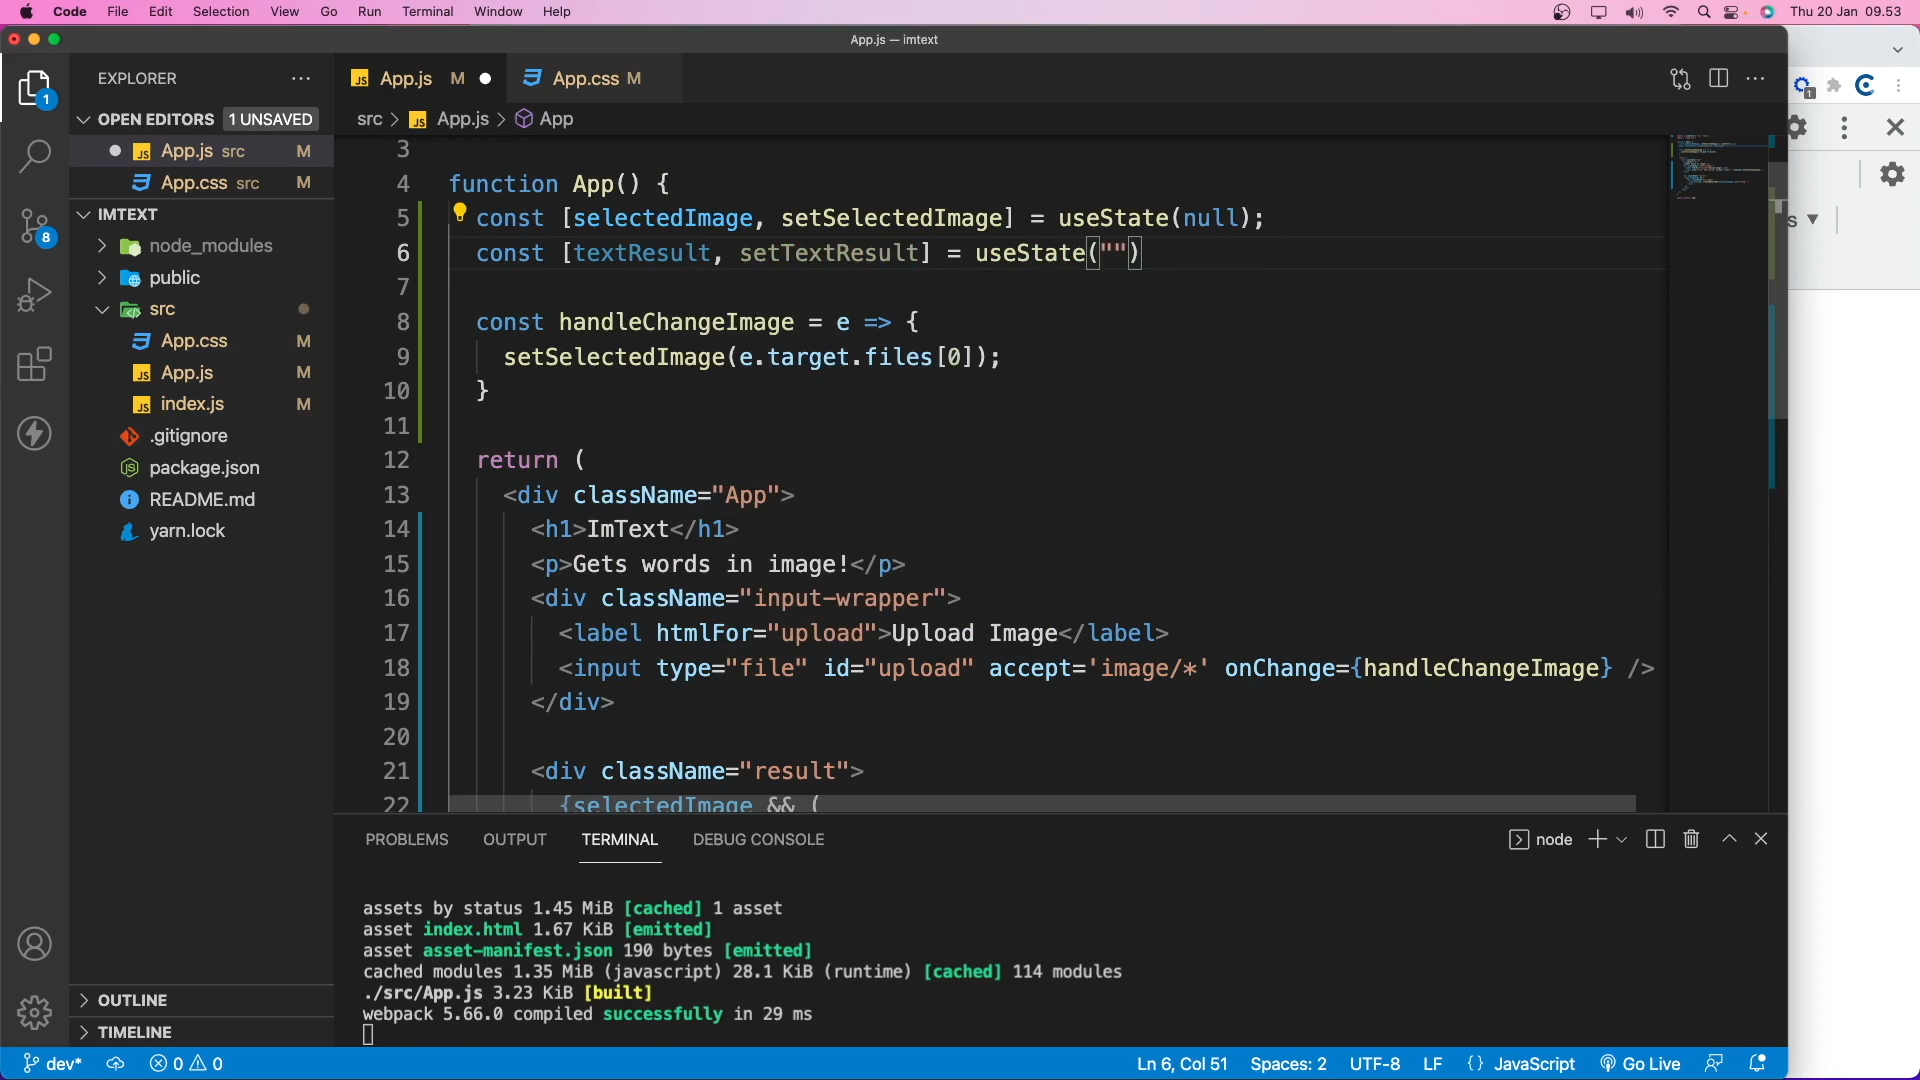 Code File Edit Selection View Go Run Terminal Window Help Thu 20 Jan 09.53
App.js — imtext
EXPLORER
App.js M
App.css M
OPEN EDITORS 1 UNSAVED
App.js src M
App.css src M
IMTEXT
node_modules
public
src
App.css M
App.js M
index.js M
.gitignore
package.json
README.md
yarn.lock
OUTLINE
TIMELINE
1
8
src > App.js > App
3
4 function App() {
5 const [selectedImage, setSelectedImage] = useState(null);
6 const [textResult, setTextResult] = useState("")
7
8 const handleChangeImage = e => {
9 setSelectedImage(e.target.files[0]);
10 }
11
12 return (
13 <div className="App">
14 <h1>ImText</h1>
15 <p>Gets words in image!</p>
16 <div className="input-wrapper">
17 <label htmlFor="upload">Upload Image</label>
18 <input type="file" id="upload" accept='image/*' onChange={handleChangeImage} />
19 </div>
20
21 <div className="result">
22 {selectedImage && (
PROBLEMS OUTPUT TERMINAL DEBUG CONSOLE node
assets by status 1.45 MiB [cached] 1 asset
asset index.html 1.67 KiB [emitted]
asset asset-manifest.json 190 bytes [emitted]
cached modules 1.35 MiB (javascript) 28.1 KiB (runtime) [cached] 114 modules
./src/App.js 3.23 KiB [built]
webpack 5.66.0 compiled successfully in 29 ms
dev* 0 0 Ln 6, Col 51 Spaces: 2 UTF-8 LF {} JavaScript Go Live
1
s